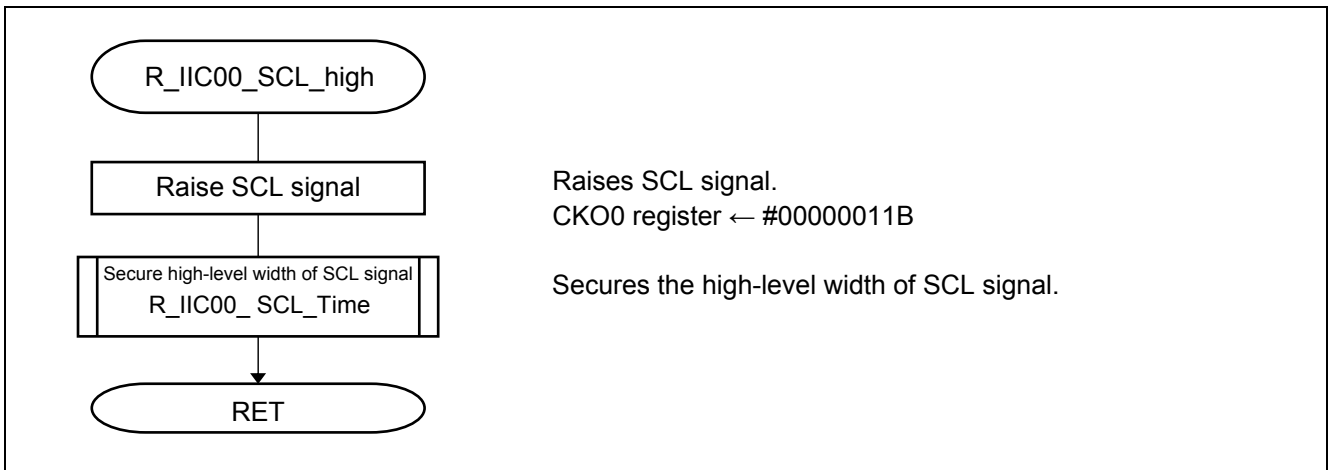 R_IIC00_SCL_high
Raise SCL signal
Raises SCL signal.
CKO0 register ← #00000011B
Secure high-level width of SCL signal
R_IIC00_ SCL_Time
Secures the high-level width of SCL signal.
RET